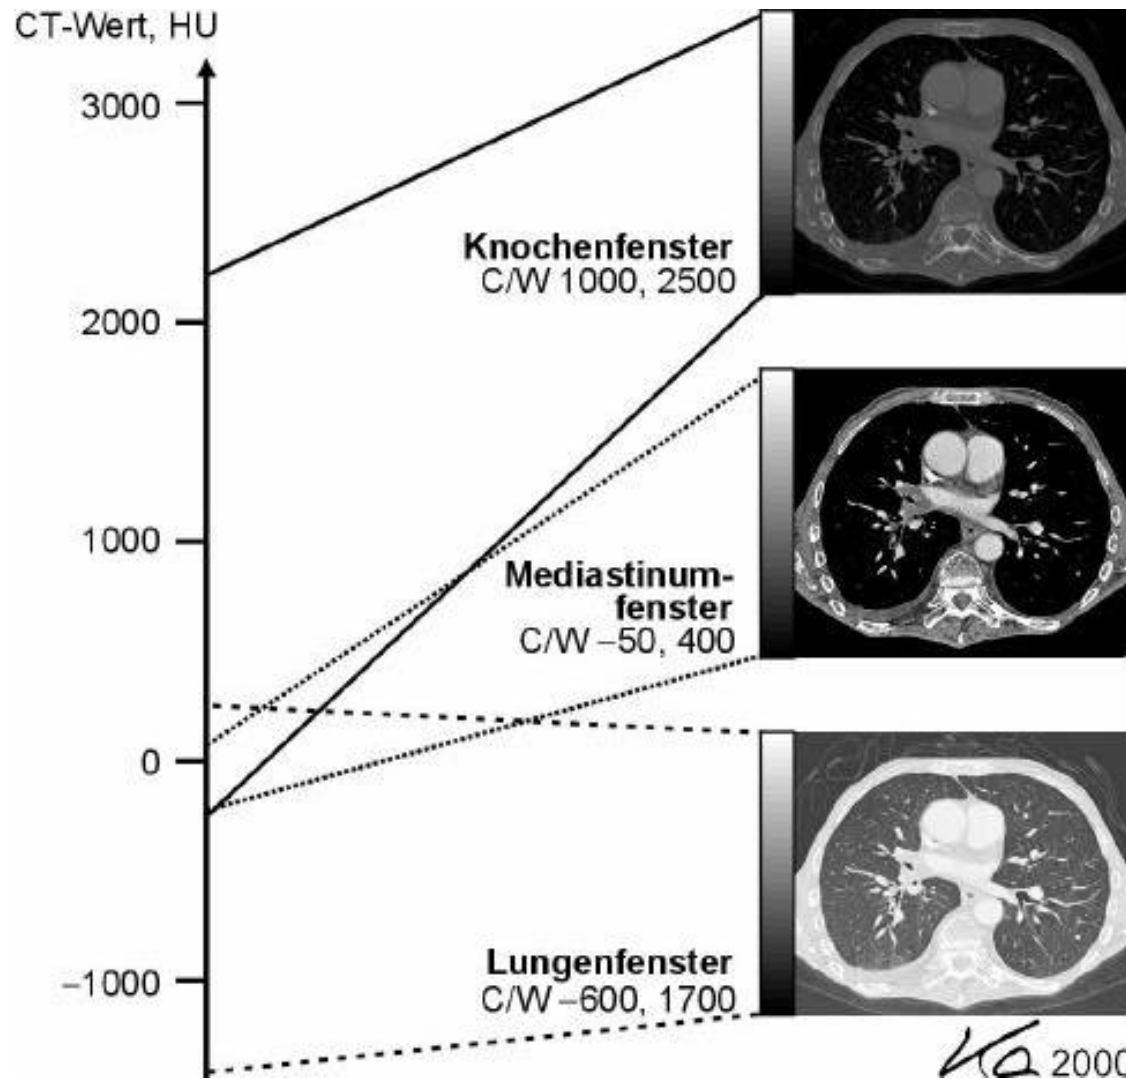 CT-Wert, HU
3000
Knochenfenster
C/W 1000, 2500
2000
1000
Mediastinum-
fenster
C/W –50, 400
0
Lungenfenster
C/W –600, 1700
–1000
2000